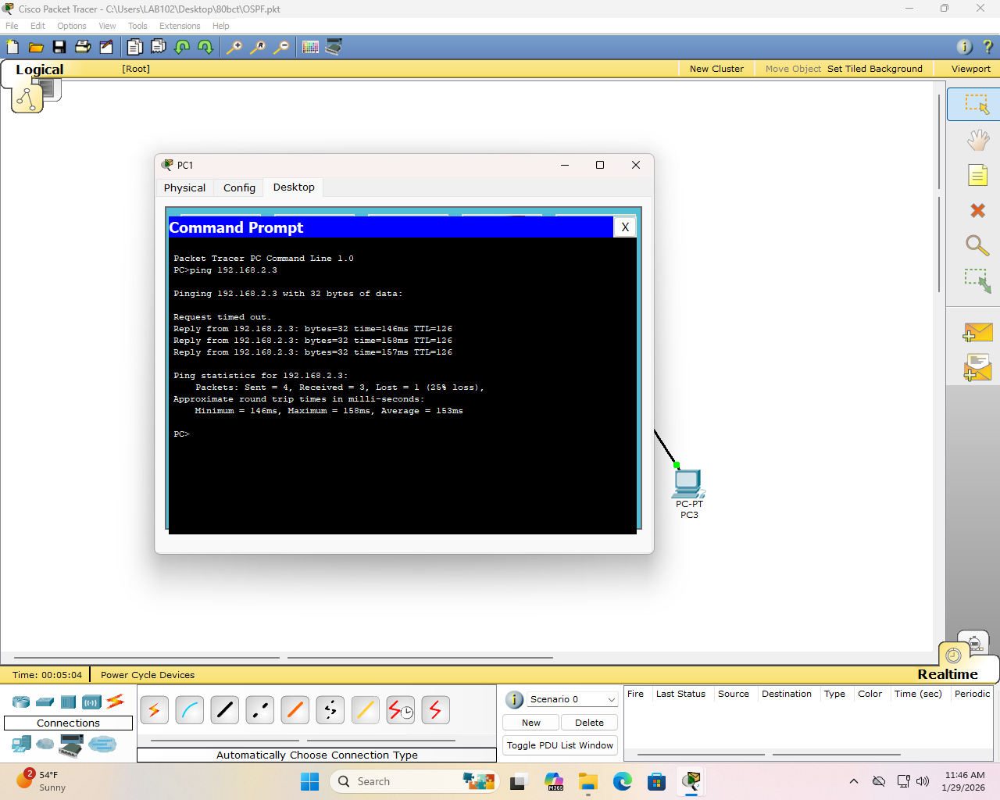 Cisco Packet Tracer - C:\Users\LAB102\Desktop\80bct\OSPF.pkt
File Edit Options View Tools Extensions Help
Logical [Root] New Cluster Move Object Set Tiled Background Viewport
PC1
Physical Config Desktop
Command Prompt X
Packet Tracer PC Command Line 1.0
PC>ping 192.168.2.3
Pinging 192.168.2.3 with 32 bytes of data:
Request timed out.
Reply from 192.168.2.3: bytes=32 time=146ms TTL=126
Reply from 192.168.2.3: bytes=32 time=158ms TTL=126
Reply from 192.168.2.3: bytes=32 time=157ms TTL=126
Ping statistics for 192.168.2.3:
Packets: Sent = 4, Received = 3, Lost = 1 (25% loss),
Approximate round trip times in milli-seconds:
Minimum = 146ms, Maximum = 158ms, Average = 153ms
PC>
PC-PT
PC3
Time: 00:05:04 Power Cycle Devices
Realtime
Connections
Automatically Choose Connection Type
Scenario 0
New Delete
Toggle PDU List Window
Fire Last Status Source Destination Type Color Time (sec) Periodic
2
54°F
Sunny
Search
M365
11:46 AM
1/29/2026